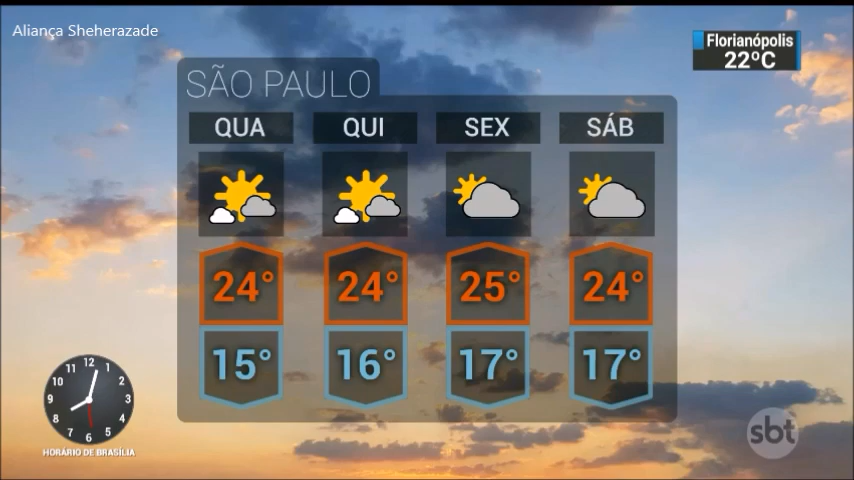 Aliança Sheherazade
Florianópolis
22ºC
SÃO PAULO
QUA QUI SEX SÁB
24° 24° 25° 24°
15° 16° 17° 17°
12
11 1
10 2
9 3
8 4
7 5
6
HORÁRIO DE BRASÍLIA
sbt